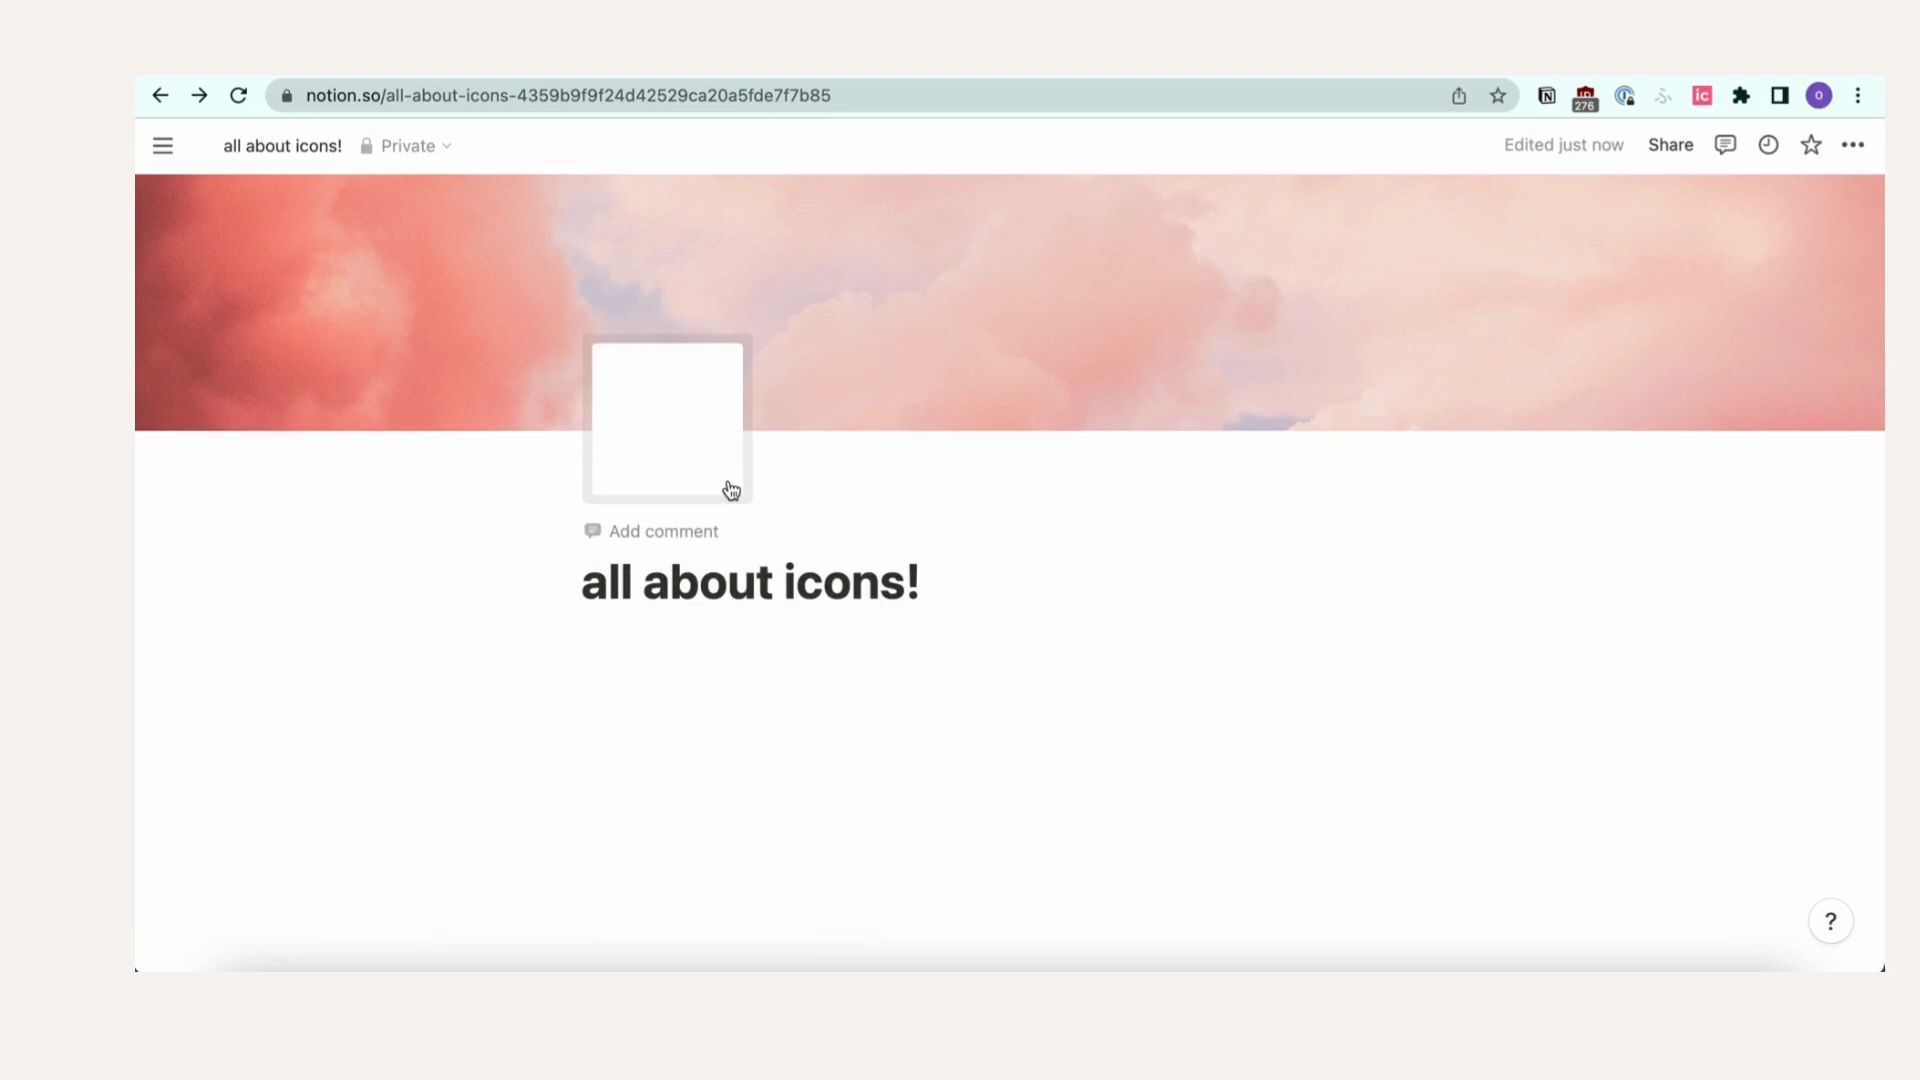 notion.so/all-about-icons-4359b9f9f24d42529ca20a5fde7f7b85
276
ic
O
all about icons!
Private
Edited just now
Share
Add comment
all about icons!
?